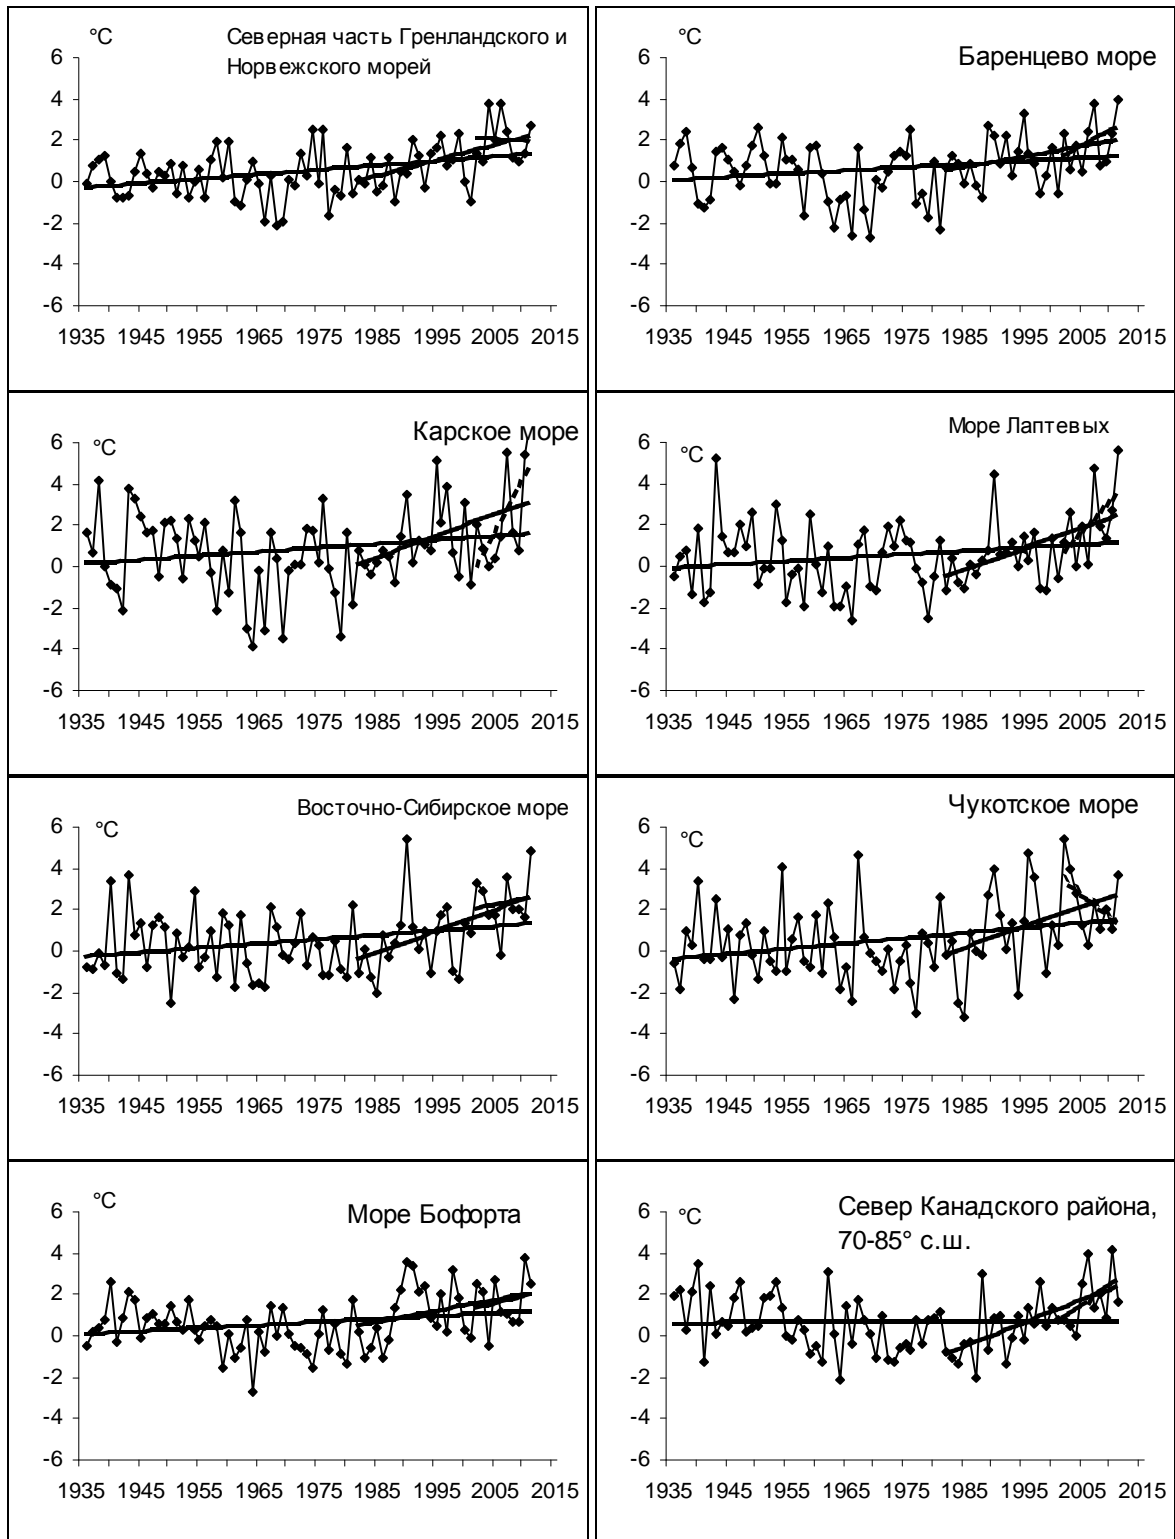 °C
Северная часть Гренландского и
Норвежского морей
6
4
2
0
-2
-4
-6
1935 1945 1955 1965 1975 1985 1995 2005 2015
°C
Баренцево море
6
4
2
0
-2
-4
-6
1935 1945 1955 1965 1975 1985 1995 2005 2015
°C
Карское море
6
4
2
0
-2
-4
-6
1935 1945 1955 1965 1975 1985 1995 2005 2015
°C
Море Лаптевых
6
4
2
0
-2
-4
-6
1935 1945 1955 1965 1975 1985 1995 2005 2015
°C
Восточно-Сибирское море
6
4
2
0
-2
-4
-6
1935 1945 1955 1965 1975 1985 1995 2005 2015
°C
Чукотское море
6
4
2
0
-2
-4
-6
1935 1945 1955 1965 1975 1985 1995 2005 2015
°C
Море Бофорта
6
4
2
0
-2
-4
-6
1935 1945 1955 1965 1975 1985 1995 2005 2015
°C
Север Канадского района,
70-85° с.ш.
6
4
2
0
-2
-4
-6
1935 1945 1955 1965 1975 1985 1995 2005 2015